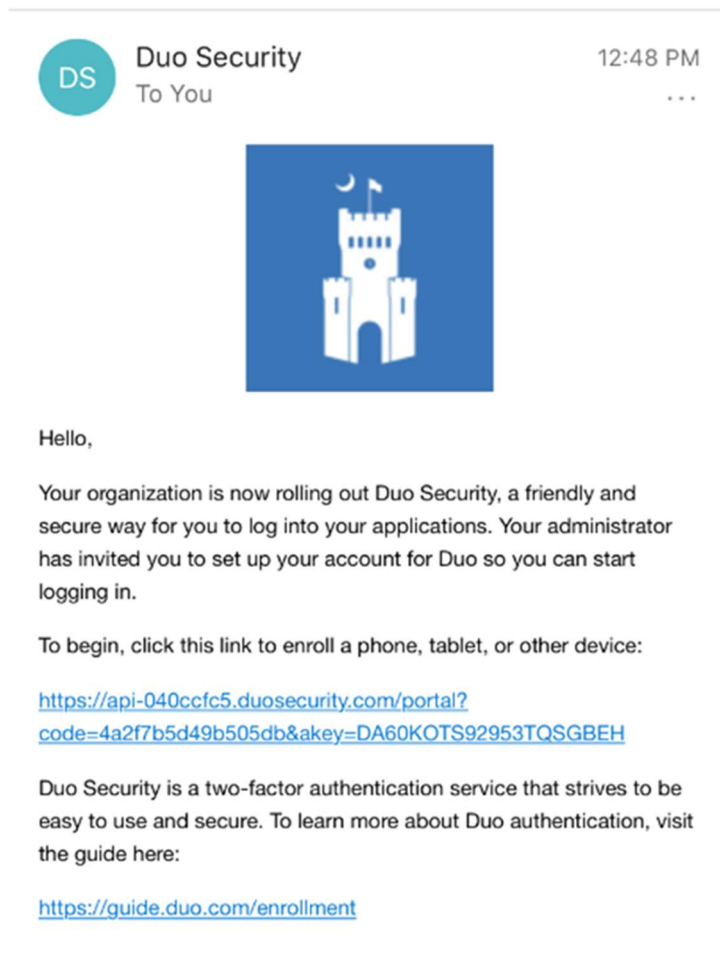 DS
Duo Security
12:48 PM
To You
...
Hello,
Your organization is now rolling out Duo Security, a friendly and
secure way for you to log into your applications. Your administrator
has invited you to set up your account for Duo so you can start
logging in.
To begin, click this link to enroll a phone, tablet, or other device:
https://api-040ccfc5.duosecurity.com/portal?
code=4a2f7b5d49b505db&akey=DA60KOTS92953TQSGBEH
Duo Security is a two-factor authentication service that strives to be
easy to use and secure. To learn more about Duo authentication, visit
the guide here:
https://guide.duo.com/enrollment